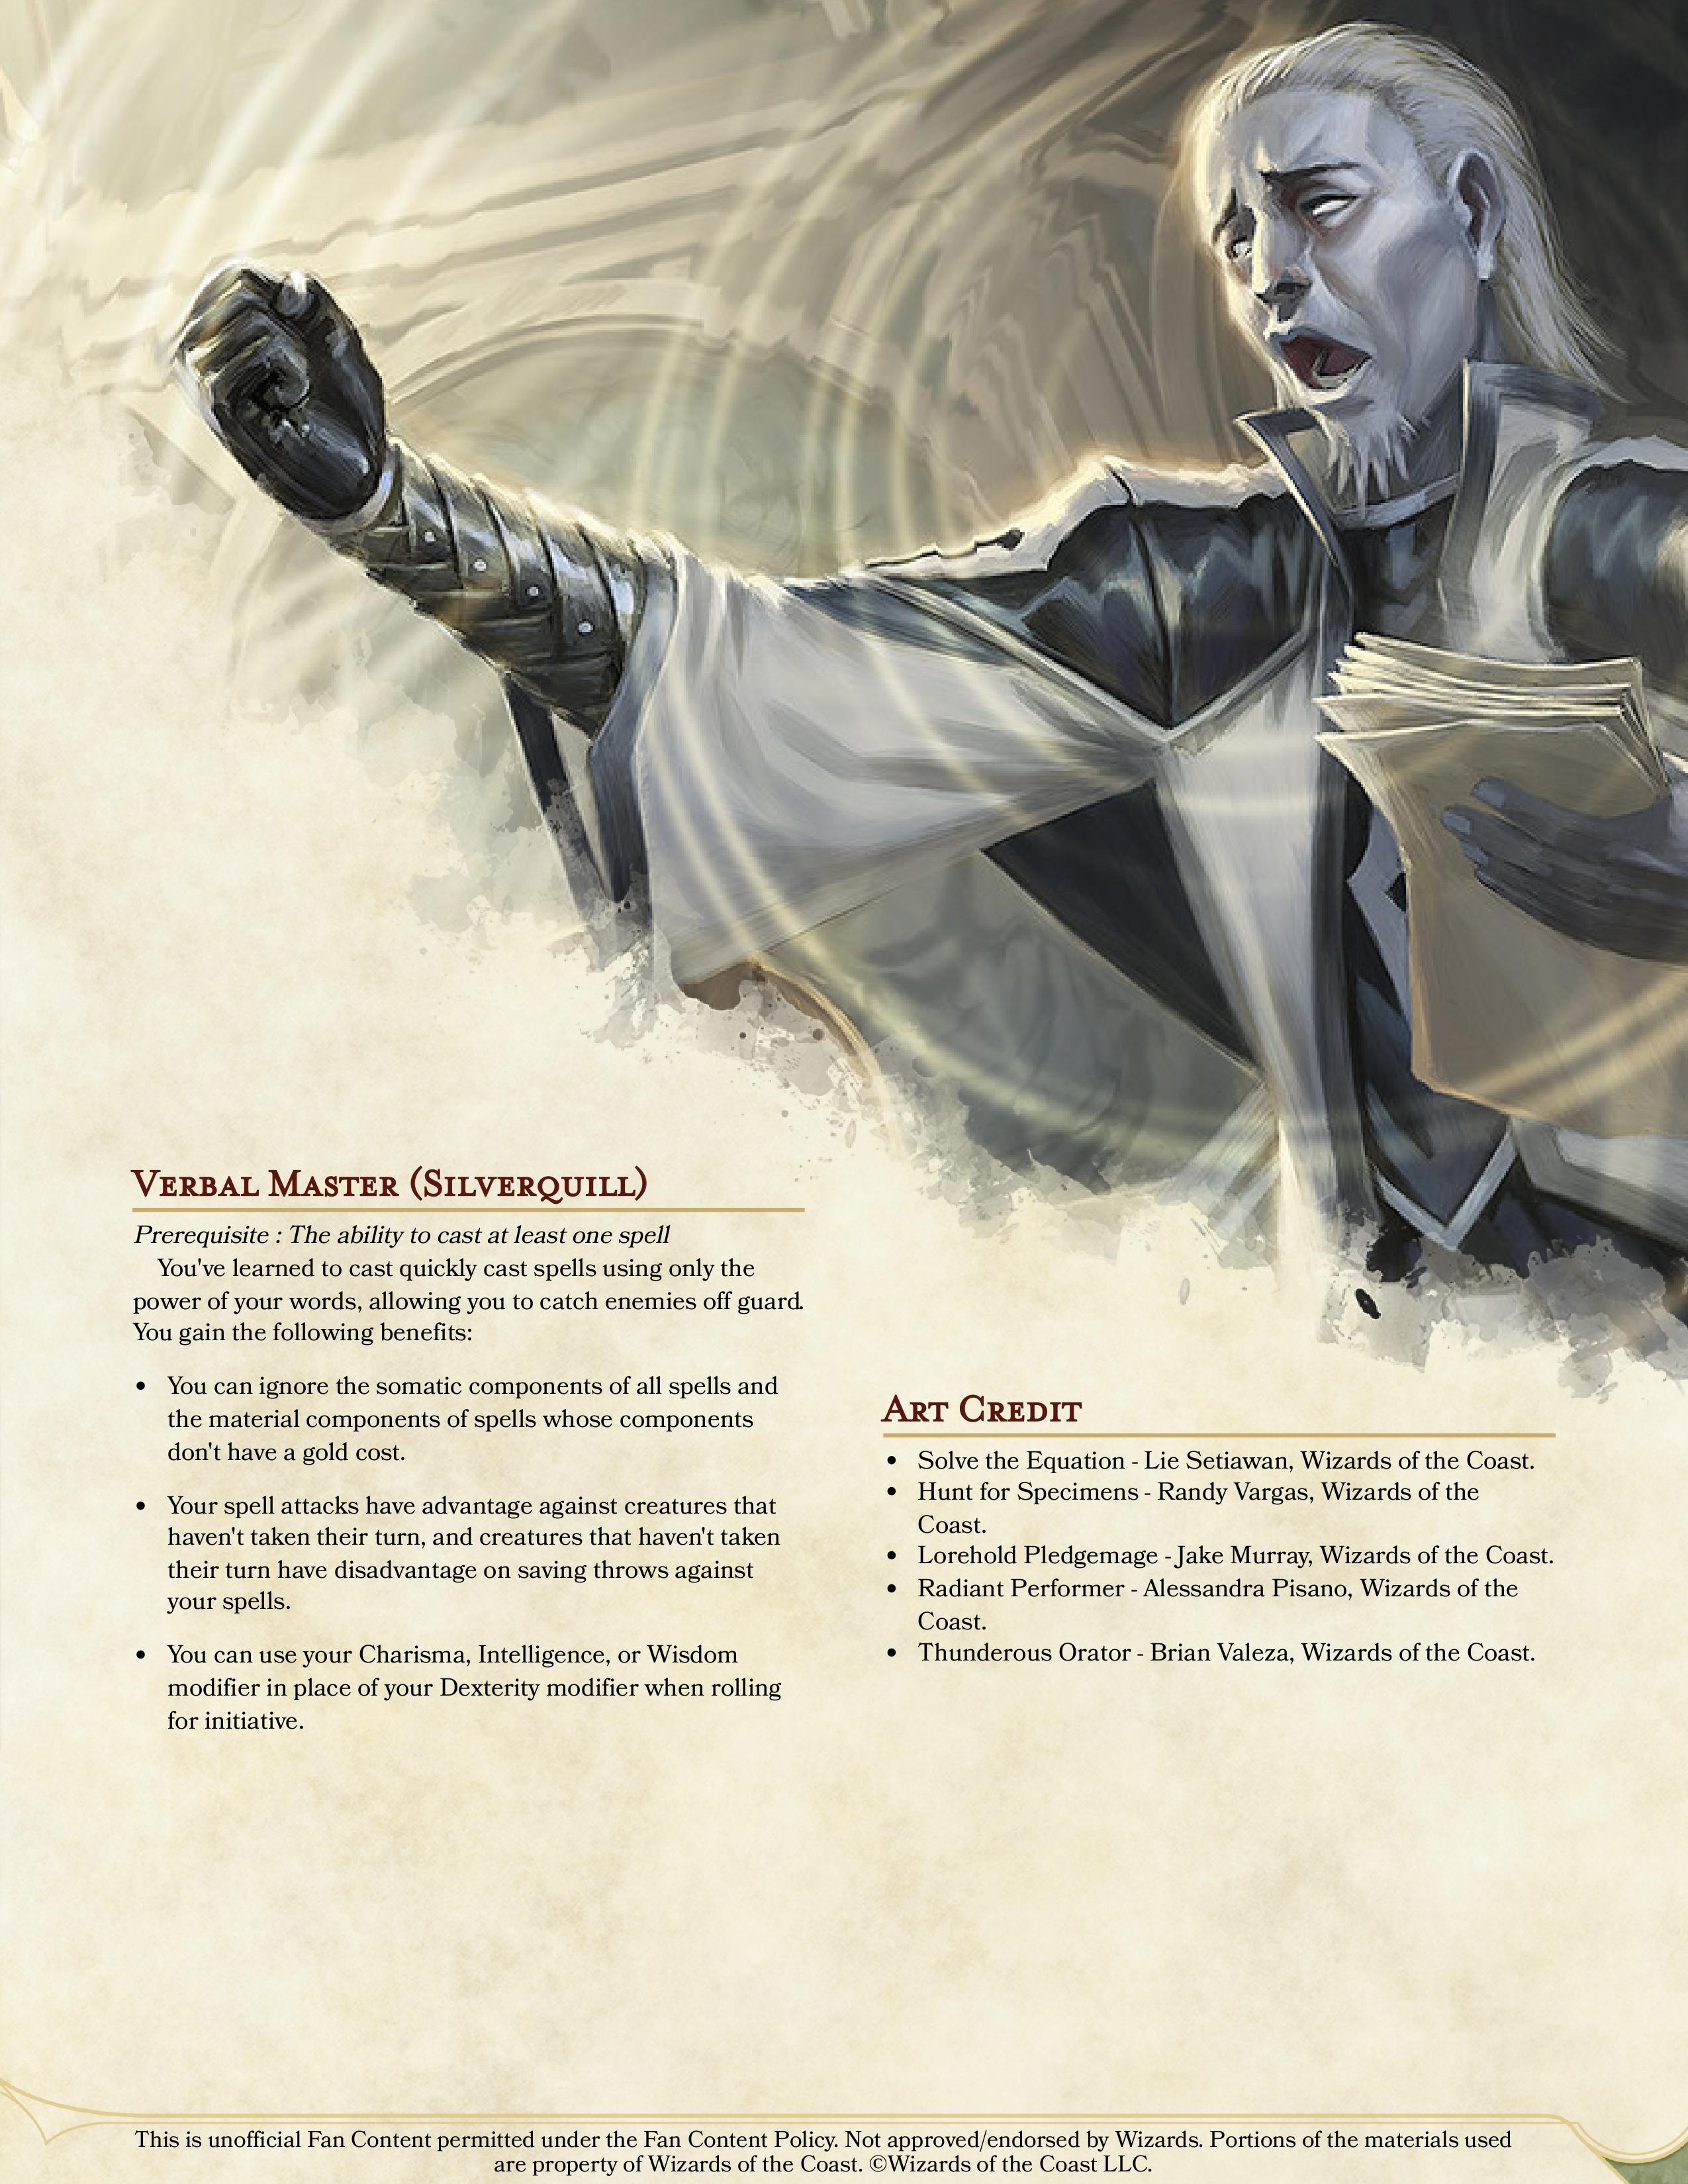 Verbal Master (Silverquill)
Prerequisite : The ability to cast at least one spell
You've learned to cast quickly cast spells using only the
power of your words, allowing you to catch enemies off guard.
You gain the following benefits:
• You can ignore the somatic components of all spells and
the material components of spells whose components
don't have a gold cost.
• Your spell attacks have advantage against creatures that
haven't taken their turn, and creatures that haven't taken
their turn have disadvantage on saving throws against
your spells.
• You can use your Charisma, Intelligence, or Wisdom
modifier in place of your Dexterity modifier when rolling
for initiative.
Art Credit
• Solve the Equation - Lie Setiawan, Wizards of the Coast.
• Hunt for Specimens - Randy Vargas, Wizards of the
Coast.
• Lorehold Pledgemage - Jake Murray, Wizards of the Coast.
• Radiant Performer - Alessandra Pisano, Wizards of the
Coast.
• Thunderous Orator - Brian Valeza, Wizards of the Coast.
This is unofficial Fan Content permitted under the Fan Content Policy. Not approved/endorsed by Wizards. Portions of the materials used
are property of Wizards of the Coast. ©Wizards of the Coast LLC.